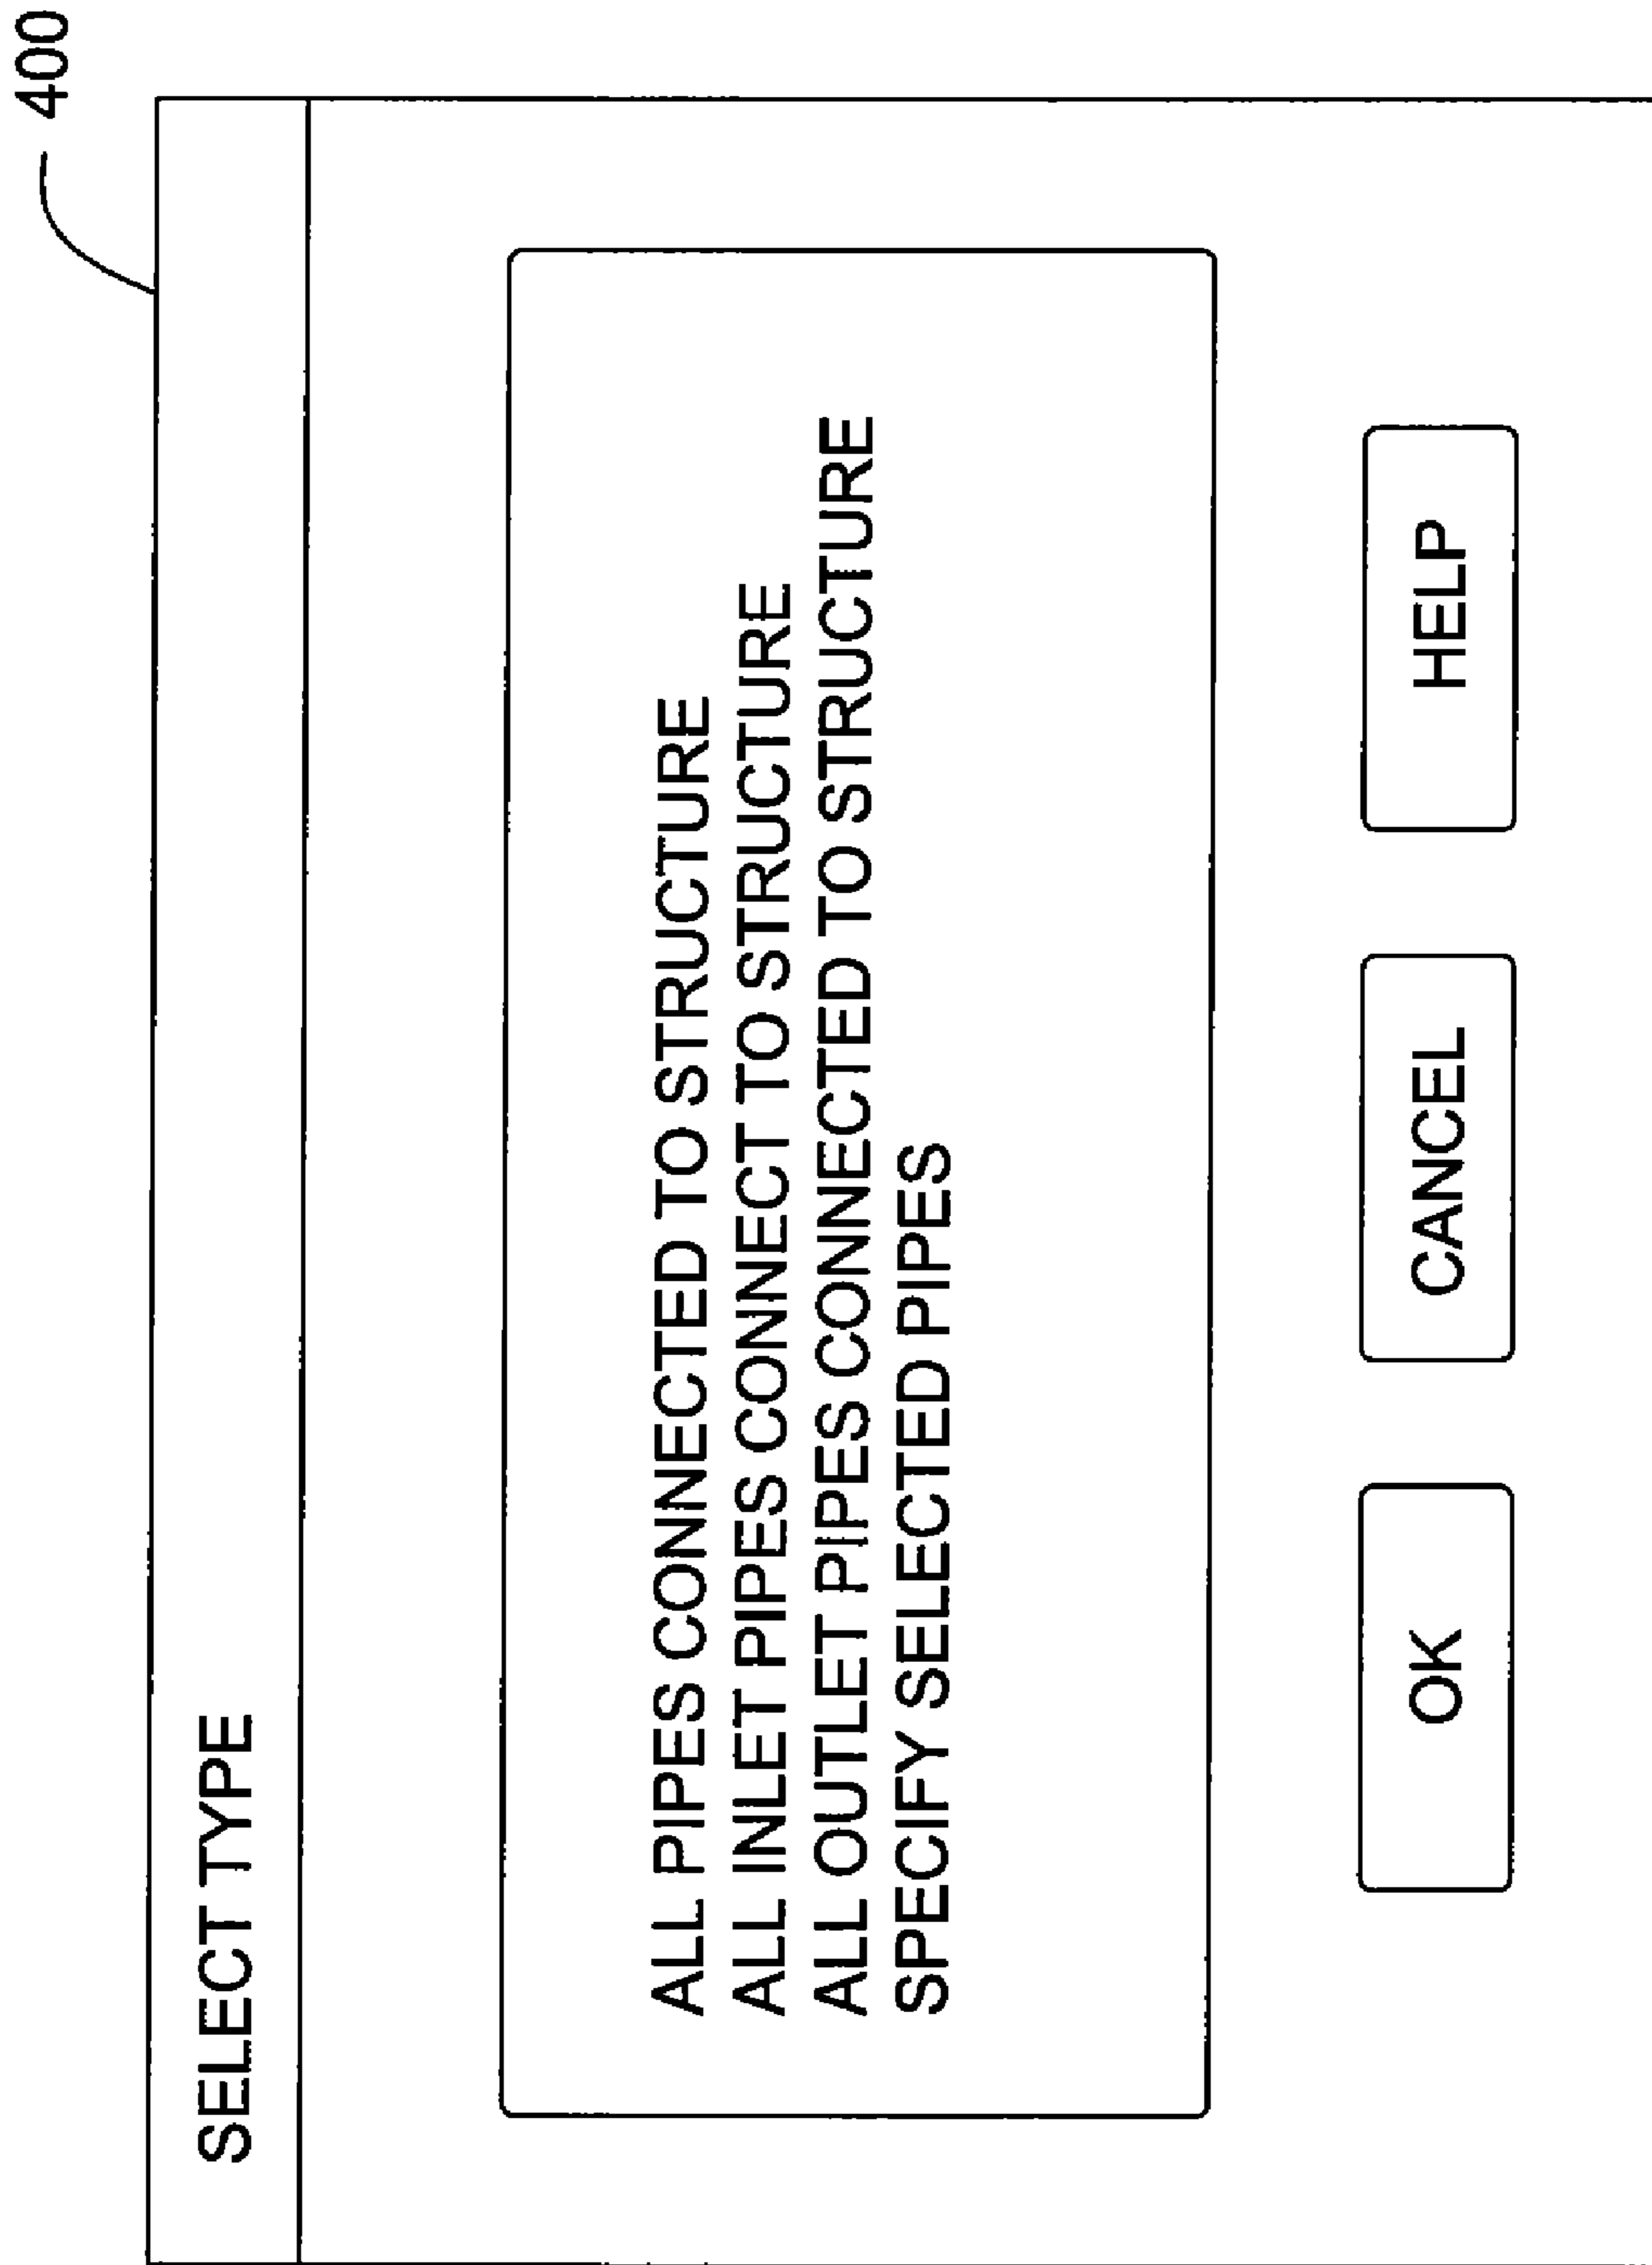 400
SELECT TYPE
ALL PIPES CONNECTED TO STRUCTURE
ALL INLET PIPES CONNECT TO STRUCTURE
ALL OUTLET PIPES CONNECTED TO STRUCTURE
SPECIFY SELECTED PIPES
OK
CANCEL
HELP